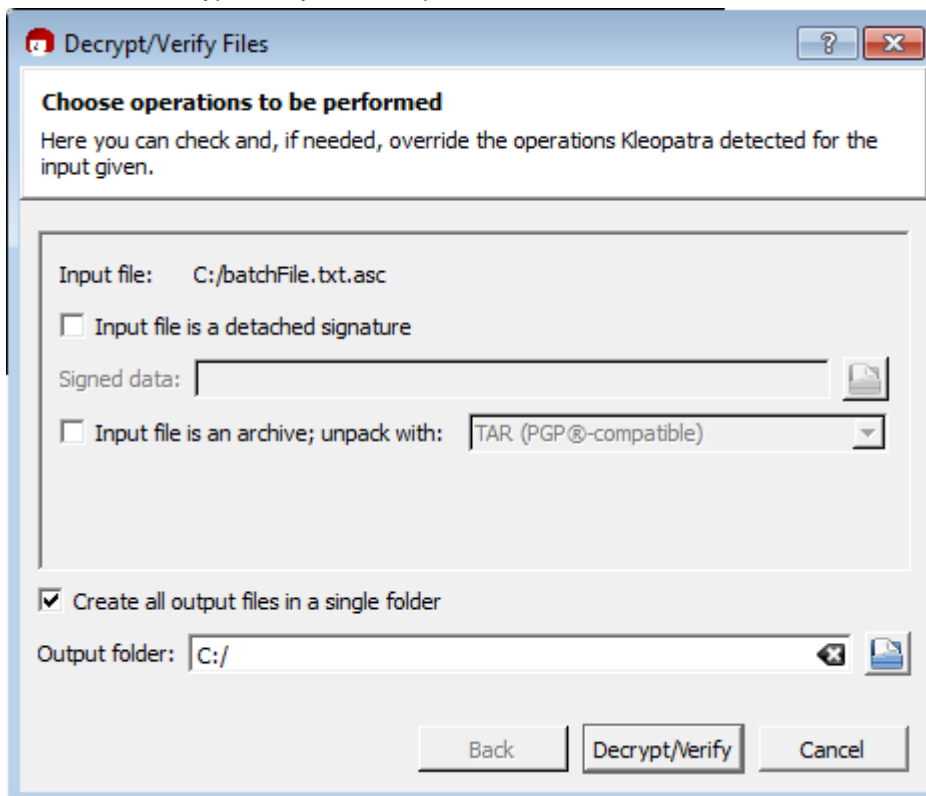 Decrypt/Verify Files
Choose operations to be performed
Here you can check and, if needed, override the operations Kleopatra detected for the
input given.
Input file: C:/batchFile.txt.asc
Input file is a detached signature
Signed data:
Input file is an archive; unpack with: TAR (PGP®-compatible)
Create all output files in a single folder
Output folder: C:/
Back Decrypt/Verify Cancel